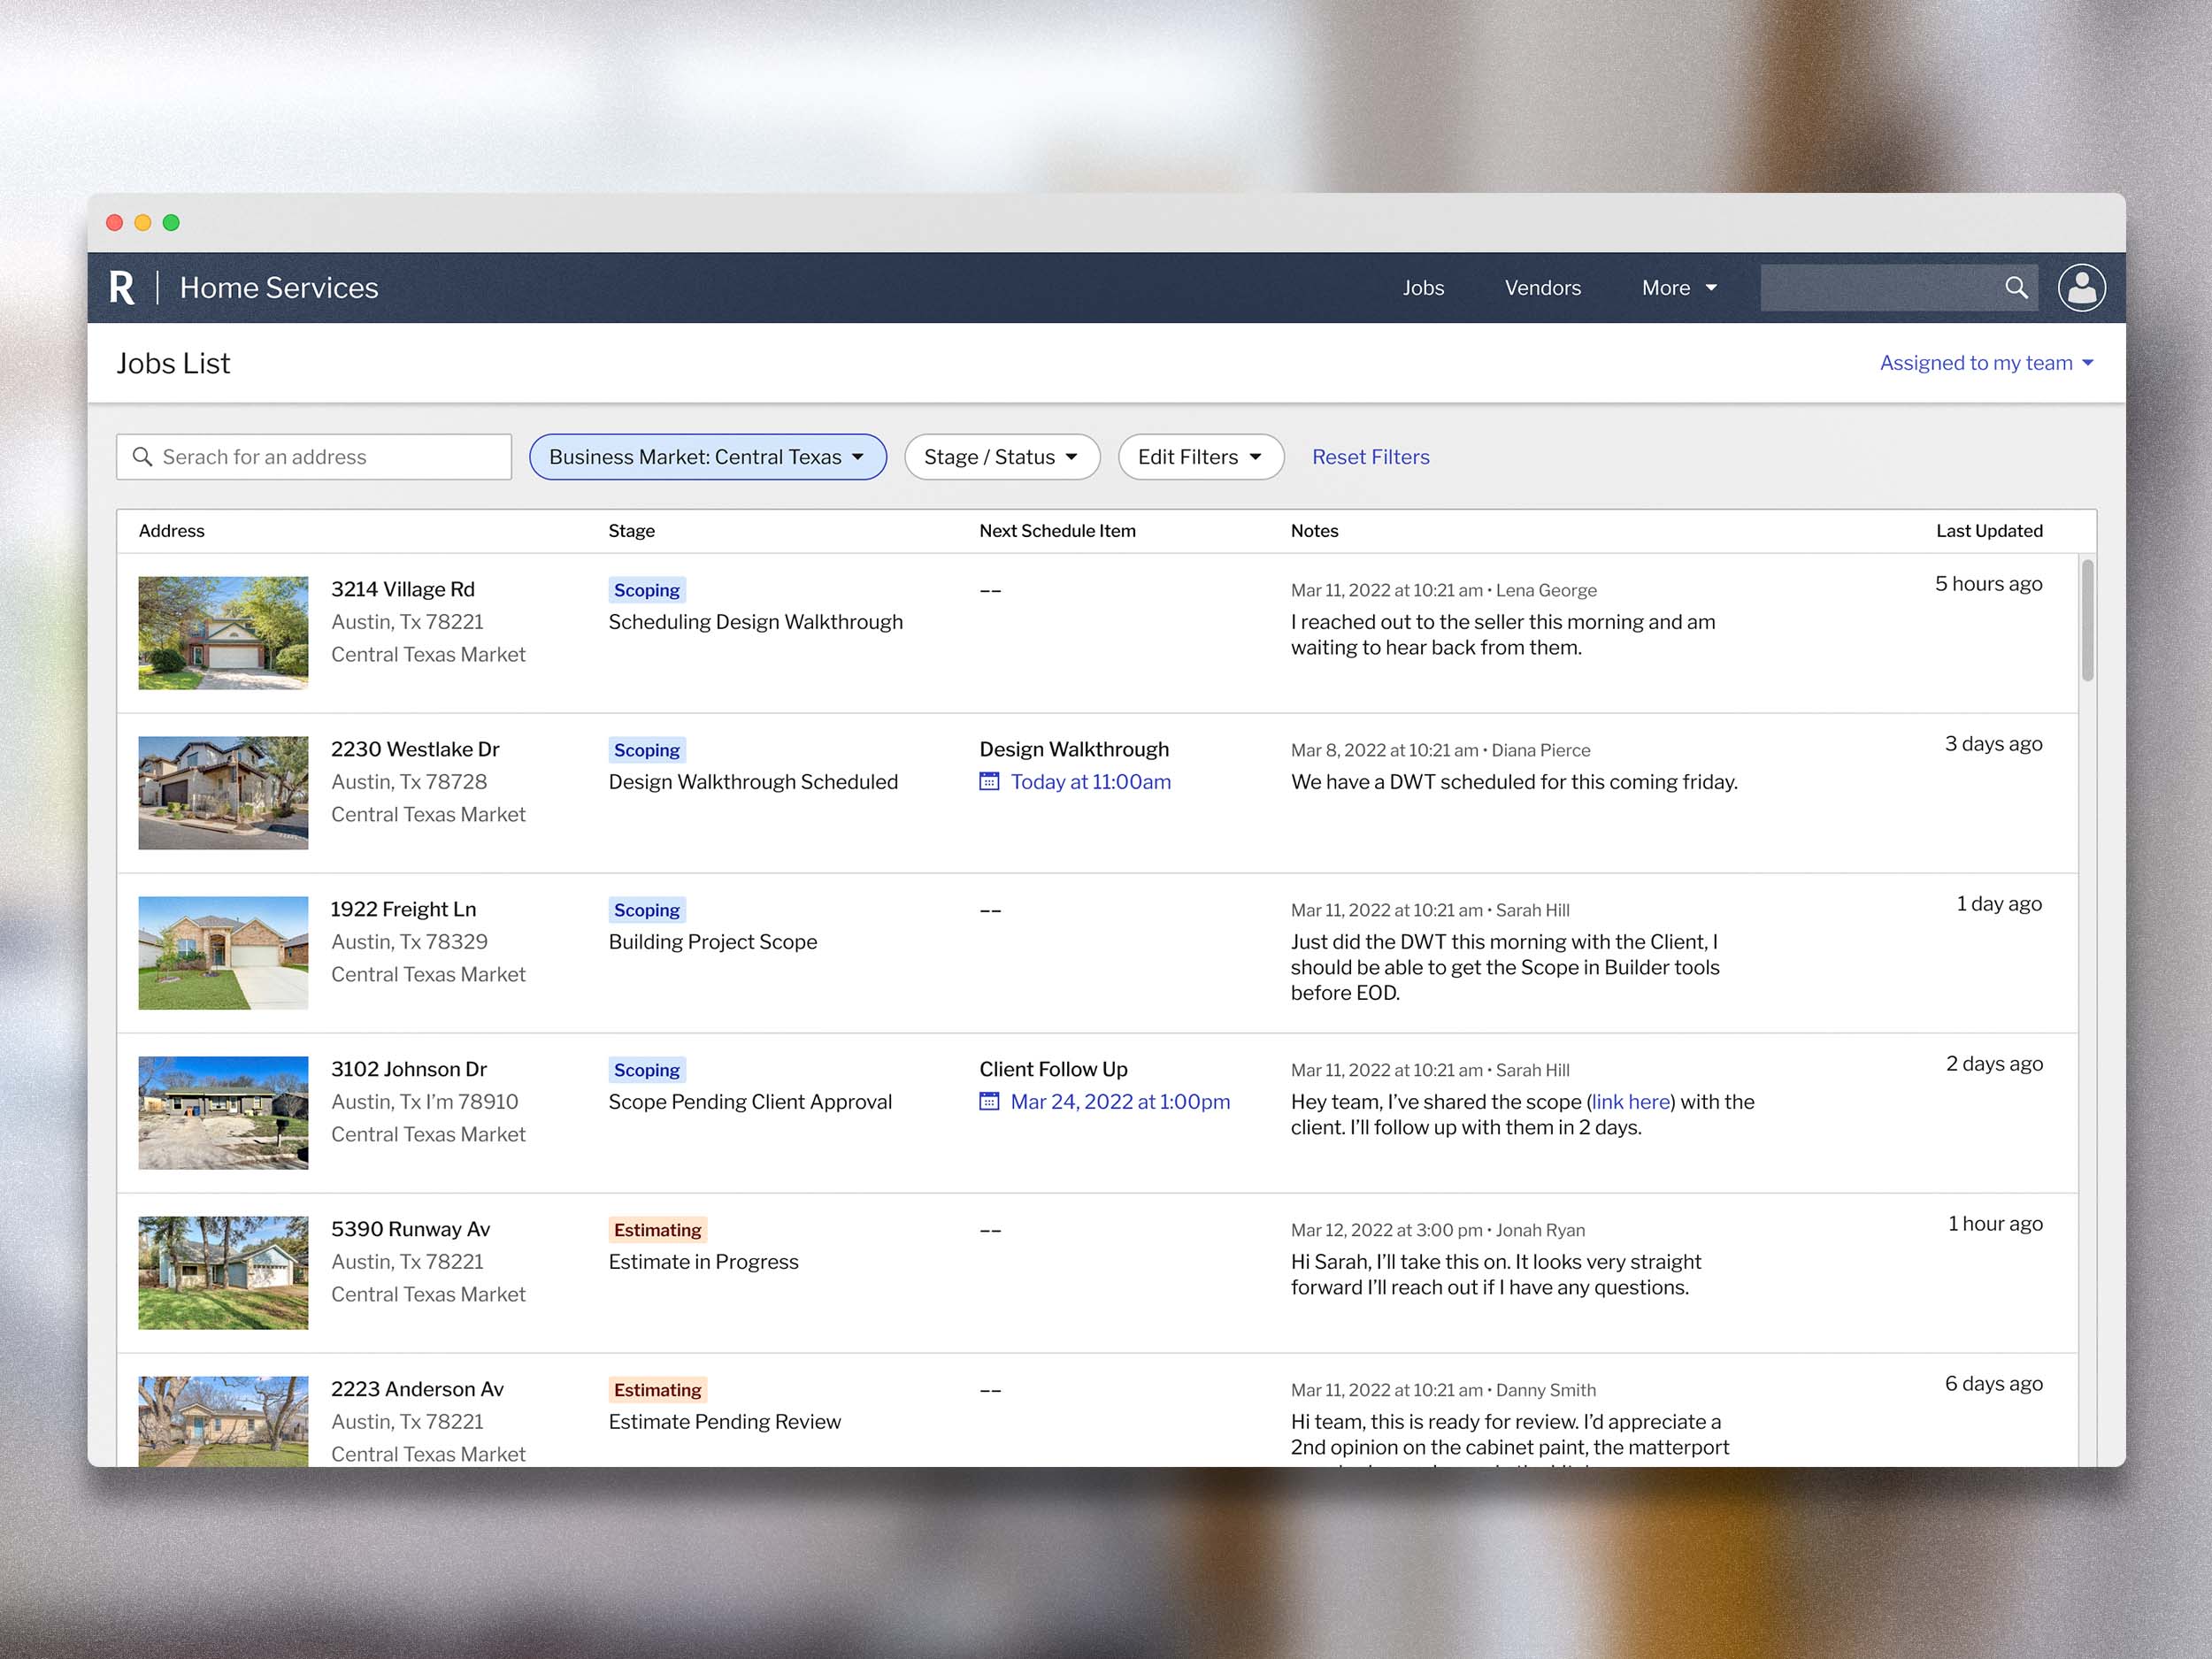 R | Home Services
Jobs
Vendors
More
Jobs List
Assigned to my team
Serach for an address
Business Market: Central Texas
Stage / Status
Edit Filters
Reset Filters
Address
Stage
Next Schedule Item
Notes
Last Updated
3214 Village Rd
Austin, Tx 78221
Central Texas Market
Scoping
Scheduling Design Walkthrough
--
Mar 11, 2022 at 10:21 am • Lena George
I reached out to the seller this morning and am
waiting to hear back from them.
5 hours ago
2230 Westlake Dr
Austin, Tx 78728
Central Texas Market
Scoping
Design Walkthrough Scheduled
Design Walkthrough
Today at 11:00am
Mar 8, 2022 at 10:21 am • Diana Pierce
We have a DWT scheduled for this coming friday.
3 days ago
1922 Freight Ln
Austin, Tx 78329
Central Texas Market
Scoping
Building Project Scope
--
Mar 11, 2022 at 10:21 am • Sarah Hill
Just did the DWT this morning with the Client, I
should be able to get the Scope in Builder tools
before EOD.
1 day ago
3102 Johnson Dr
Austin, Tx I’m 78910
Central Texas Market
Scoping
Scope Pending Client Approval
Client Follow Up
Mar 24, 2022 at 1:00pm
Mar 11, 2022 at 10:21 am • Sarah Hill
Hey team, I’ve shared the scope (link here) with the
client. I’ll follow up with them in 2 days.
2 days ago
5390 Runway Av
Austin, Tx 78221
Central Texas Market
Estimating
Estimate in Progress
--
Mar 12, 2022 at 3:00 pm • Jonah Ryan
Hi Sarah, I’ll take this on. It looks very straight
forward I’ll reach out if I have any questions.
1 hour ago
2223 Anderson Av
Austin, Tx 78221
Central Texas Market
Estimating
Estimate Pending Review
--
Mar 11, 2022 at 10:21 am • Danny Smith
Hi team, this is ready for review. I’d appreciate a
2nd opinion on the cabinet paint, the matterport
6 days ago